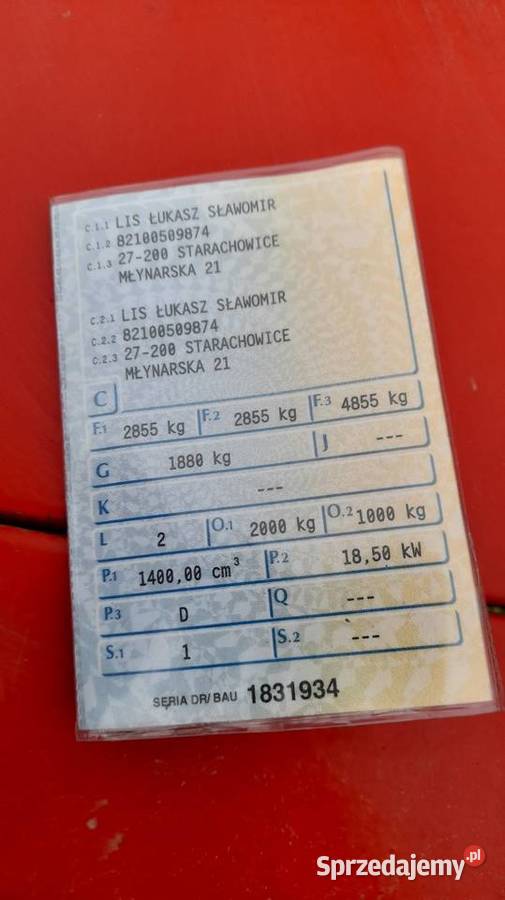 C.1.1 LIS ŁUKASZ SŁAWOMIR
C.1.2 82100509874
C.1.3 27-200 STARACHOWICE
MŁYNARSKA 21
C.2.1 LIS ŁUKASZ SŁAWOMIR
C.2.2 82100509874
C.2.3 27-200 STARACHOWICE
MŁYNARSKA 21
C
F.1 2855 kg F.2 2855 kg F.3 4855 kg
G 1880 kg J ---
K ---
L 2 O.1 2000 kg O.2 1000 kg
P.1 1400,00 cm³ P.2 18,50 kW
P.3 D Q ---
S.1 1 S.2 ---
SERIA DR/BAU 1831934
Sprzedajemy.pl